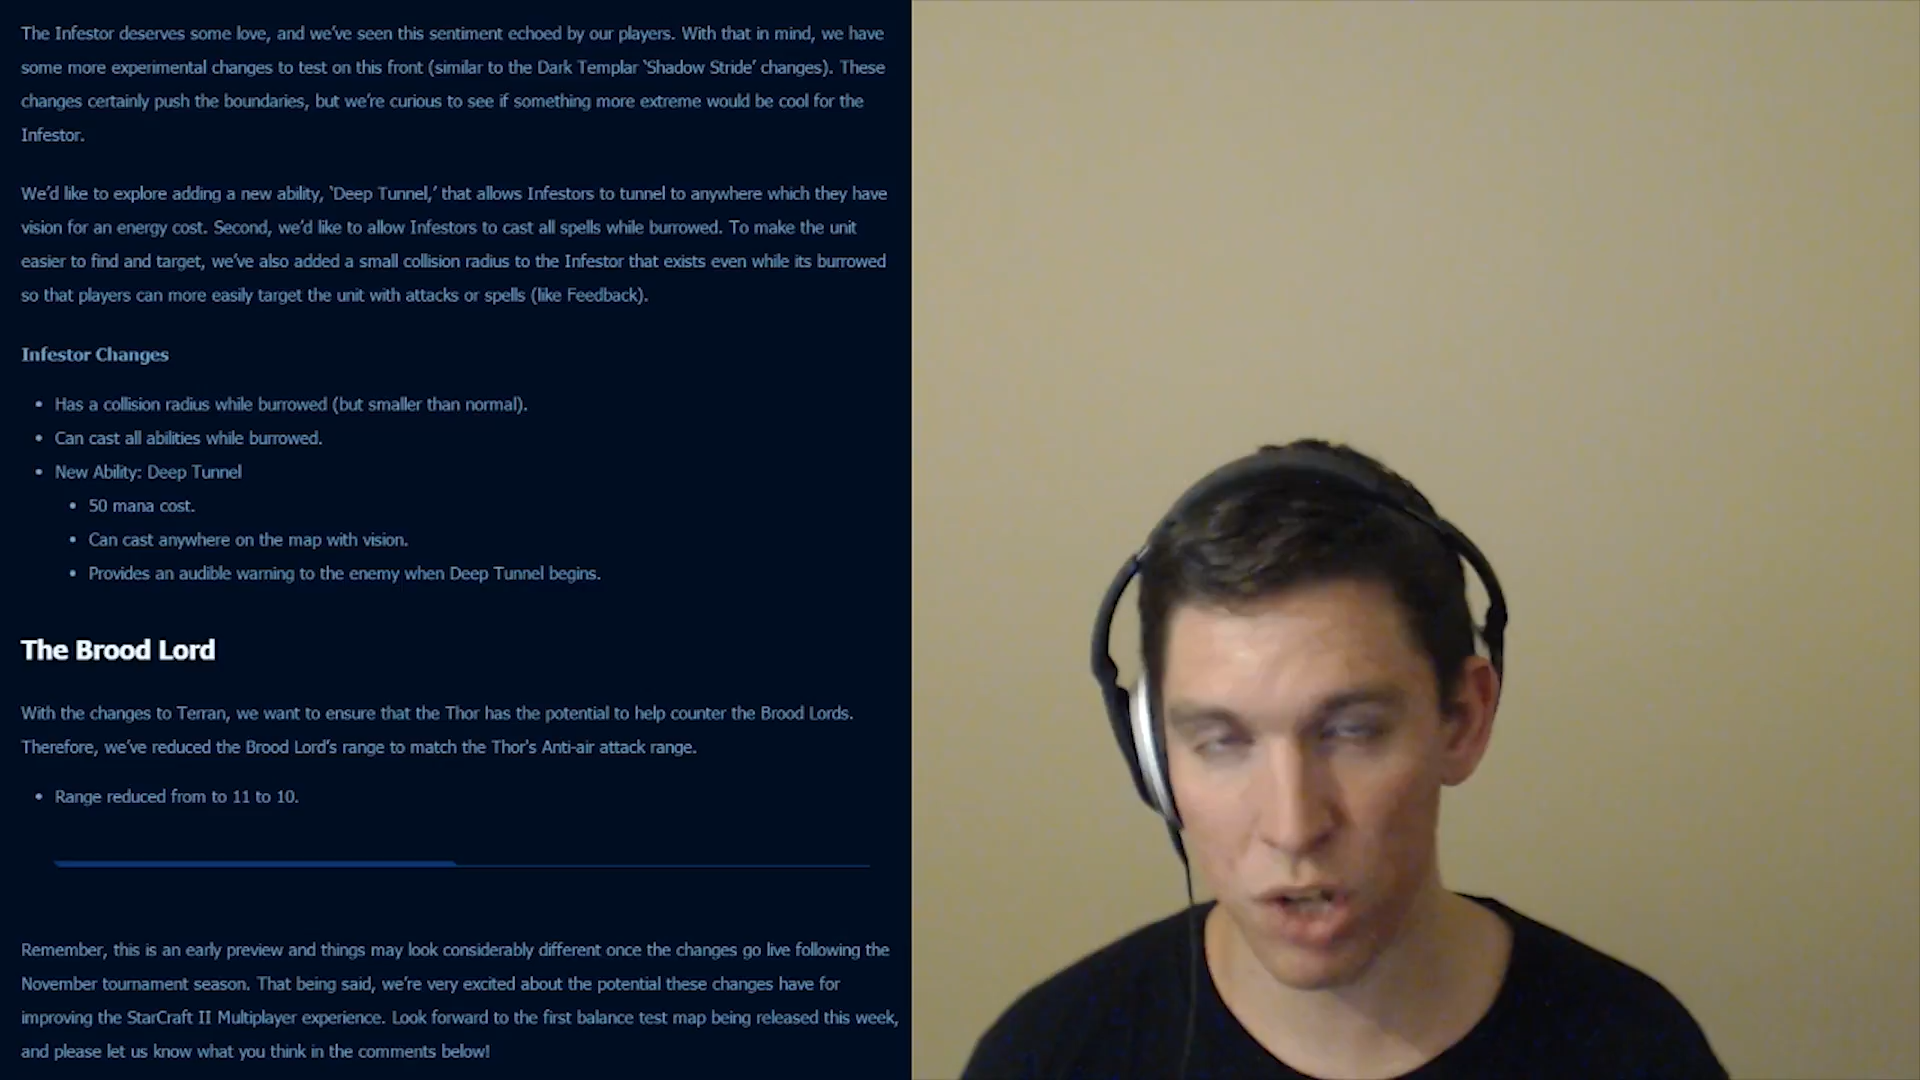 The Infestor deserves some love, and we've seen this sentiment echoed by our players. With that in mind, we have
some more experimental changes to test on this front (similar to the Dark Templar 'Shadow Stride' changes). These
changes certainly push the boundaries, but we're curious to see if something more extreme would be cool for the
Infestor.
We'd like to explore adding a new ability, 'Deep Tunnel,' that allows Infestors to tunnel to anywhere which they have
vision for an energy cost. Second, we'd like to allow Infestors to cast all spells while burrowed. To make the unit
easier to find and target, we've also added a small collision radius to the Infestor that exists even while its burrowed
so that players can more easily target the unit with attacks or spells (like Feedback).
Infestor Changes
• Has a collision radius while burrowed (but smaller than normal).
• Can cast all abilities while burrowed.
• New Ability: Deep Tunnel
• 50 mana cost.
• Can cast anywhere on the map with vision.
• Provides an audible warning to the enemy when Deep Tunnel begins.
The Brood Lord
With the changes to Terran, we want to ensure that the Thor has the potential to help counter the Brood Lords.
Therefore, we've reduced the Brood Lord's range to match the Thor's Anti-air attack range.
• Range reduced from to 11 to 10.
Remember, this is an early preview and things may look considerably different once the changes go live following the
November tournament season. That being said, we're very excited about the potential these changes have for
improving the StarCraft II Multiplayer experience. Look forward to the first balance test map being released this week,
and please let us know what you think in the comments below!